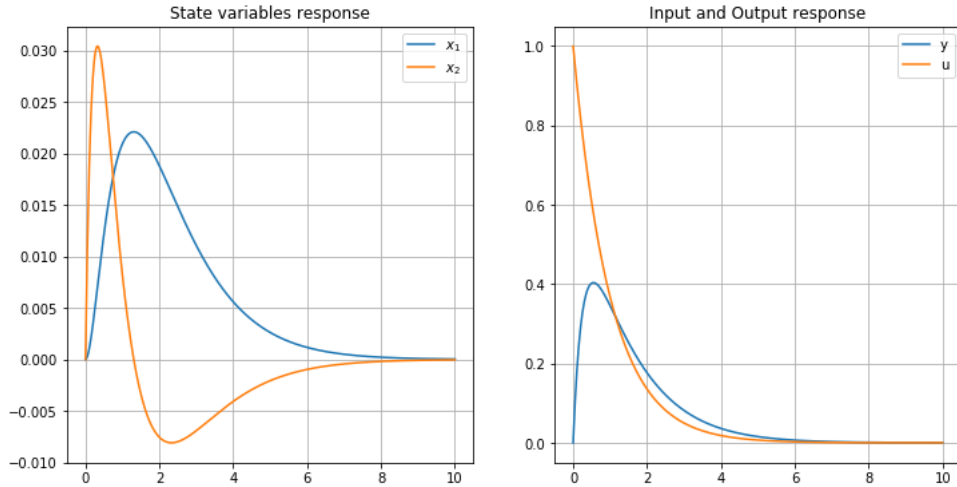 State variables response
x₁
x₂
0.030
0.025
0.020
0.015
0.010
0.005
0.000
−0.005
−0.010
0 2 4 6 8 10
Input and Output response
y
u
1.0
0.8
0.6
0.4
0.2
0.0
0 2 4 6 8 10